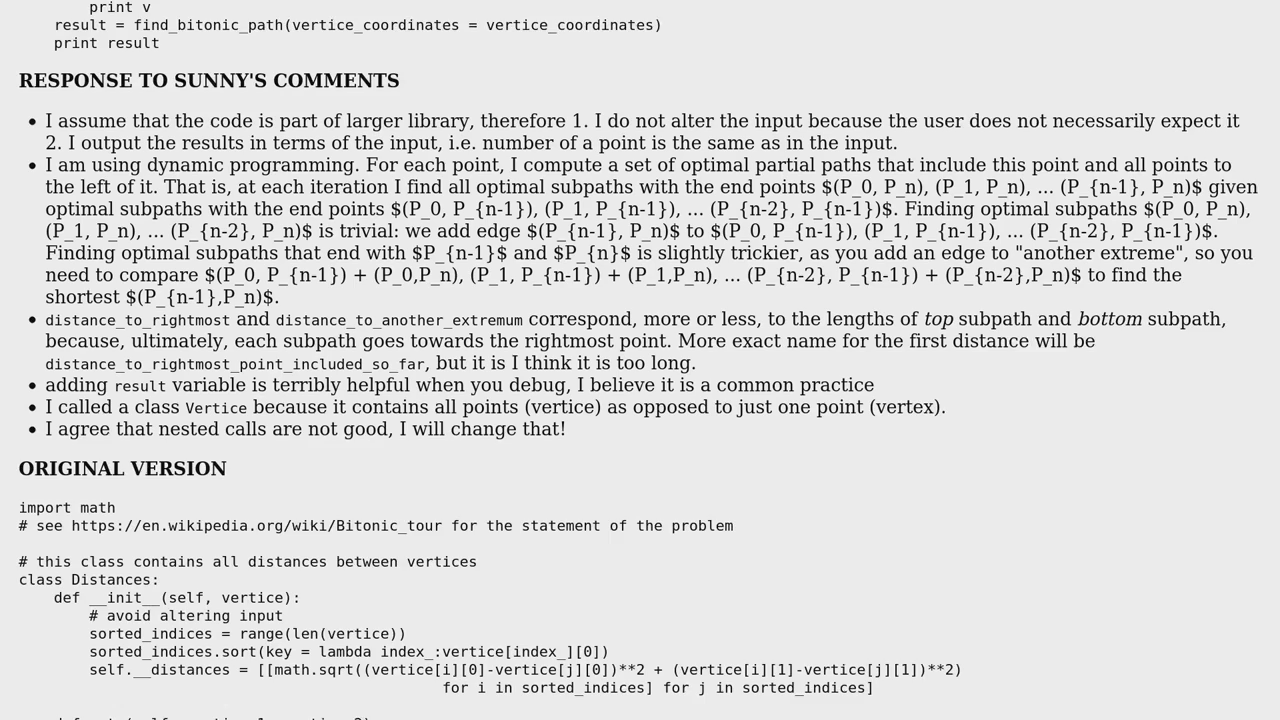 print v
result = find_bitonic_path(vertice_coordinates = vertice_coordinates)
print result
RESPONSE TO SUNNY'S COMMENTS
• I assume that the code is part of larger library, therefore 1. I do not alter the input because the user does not necessarily expect it
2. I output the results in terms of the input, i.e. number of a point is the same as in the input.
• I am using dynamic programming. For each point, I compute a set of optimal partial paths that include this point and all points to
the left of it. That is, at each iteration I find all optimal subpaths with the end points $(P_0, P_n), (P_1, P_n), ... (P_{n-1}, P_n)$ given
optimal subpaths with the end points $(P_0, P_{n-1}), (P_1, P_{n-1}), ... (P_{n-2}, P_{n-1})$. Finding optimal subpaths $(P_0, P_n),
(P_1, P_n), ... (P_{n-2}, P_n)$ is trivial: we add edge $(P_{n-1}, P_n)$ to $(P_0, P_{n-1}), (P_1, P_{n-1}), ... (P_{n-2}, P_{n-1})$.
Finding optimal subpaths that end with $P_{n-1}$ and $P_{n}$ is slightly trickier, as you add an edge to "another extreme", so you
need to compare $(P_0, P_{n-1}) + (P_0,P_n), (P_1, P_{n-1}) + (P_1,P_n), ... (P_{n-2}, P_{n-1}) + (P_{n-2},P_n)$ to find the
shortest $(P_{n-1},P_n)$.
• distance_to_rightmost and distance_to_another_extremum correspond, more or less, to the lengths of top subpath and bottom subpath,
because, ultimately, each subpath goes towards the rightmost point. More exact name for the first distance will be
distance_to_rightmost_point_included_so_far, but it is I think it is too long.
• adding result variable is terribly helpful when you debug, I believe it is a common practice
• I called a class Vertice because it contains all points (vertice) as opposed to just one point (vertex).
• I agree that nested calls are not good, I will change that!
ORIGINAL VERSION
import math
# see https://en.wikipedia.org/wiki/Bitonic_tour for the statement of the problem
# this class contains all distances between vertices
class Distances:
def __init__(self, vertice):
# avoid altering input
sorted_indices = range(len(vertice))
sorted_indices.sort(key = lambda index_:vertice[index_][0])
self.__distances = [[math.sqrt((vertice[i][0]-vertice[j][0])**2 + (vertice[i][1]-vertice[j][1])**2)
for i in sorted_indices] for j in sorted_indices]